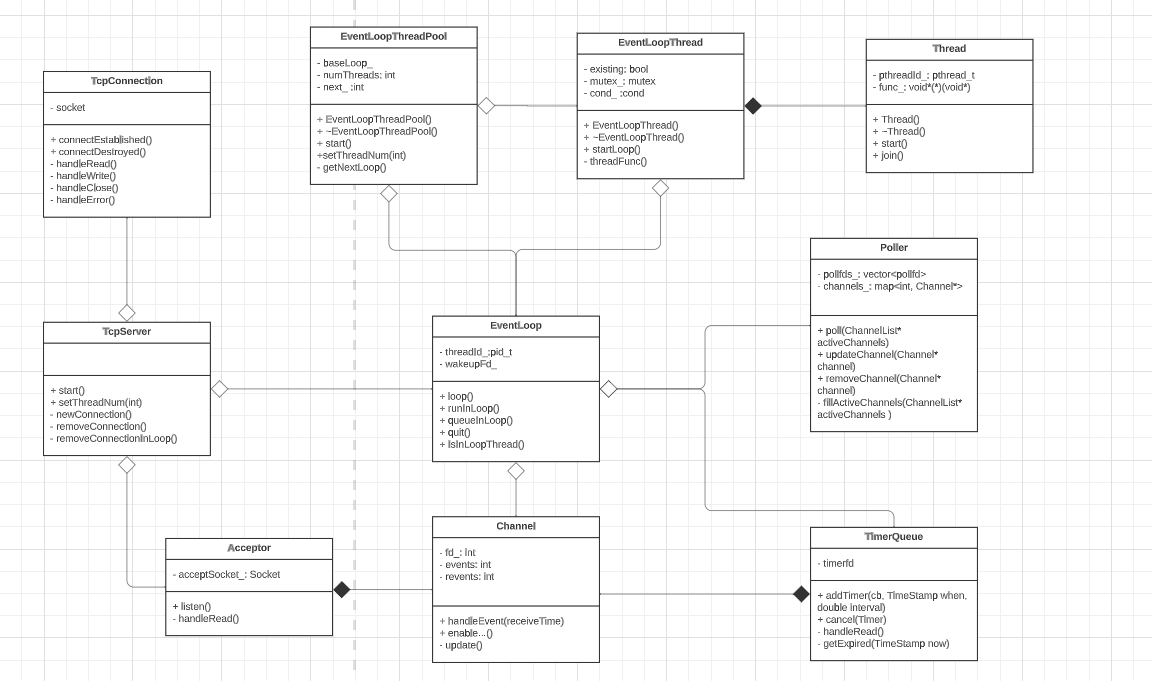 EventLoopThreadPool
- baseLoop_
- numThreads: int
- next_ :int
+ EventLoopThreadPool()
+ ~EventLoopThreadPool()
+ start()
+setThreadNum(int)
- getNextLoop()
EventLoopThread
- existing: bool
- mutex_: mutex
- cond_ :cond
+ EventLoopThread()
+ ~EventLoopThread()
+ startLoop()
- threadFunc()
Thread
- pthreadId_: pthread_t
- func_: void*(*)(void*)
+ Thread()
+ ~Thread()
+ start()
+ join()
TcpConnection
- socket
+ connectEstablished()
+ connectDestroyed()
- handleRead()
- handleWrite()
- handleClose()
- handleError()
Poller
- pollfds_: vector<pollfd>
- channels_: map<int, Channel*>
+ poll(ChannelList*
activeChannels)
+ updateChannel(Channel*
channel)
+ removeChannel(Channel*
channel)
- fillActiveChannels(ChannelList*
activeChannels )
TcpServer
+ start()
+ setThreadNum(int)
- newConnection()
- removeConnection()
- removeConnectionInLoop()
EventLoop
- threadId_:pid_t
- wakeupFd_
+ loop()
+ runInLoop()
+ queueInLoop()
+ quit()
+ isInLoopThread()
Acceptor
- acceptSocket_: Socket
+ listen()
- handleRead()
Channel
- fd_: int
- events: int
- revents: int
+ handleEvent(receiveTime)
+ enable...()
- update()
TimerQueue
- timerfd
+ addTimer(cb, TimeStamp when,
double interval)
+ cancel(Timer)
- handleRead()
- getExpired(TimeStamp now)